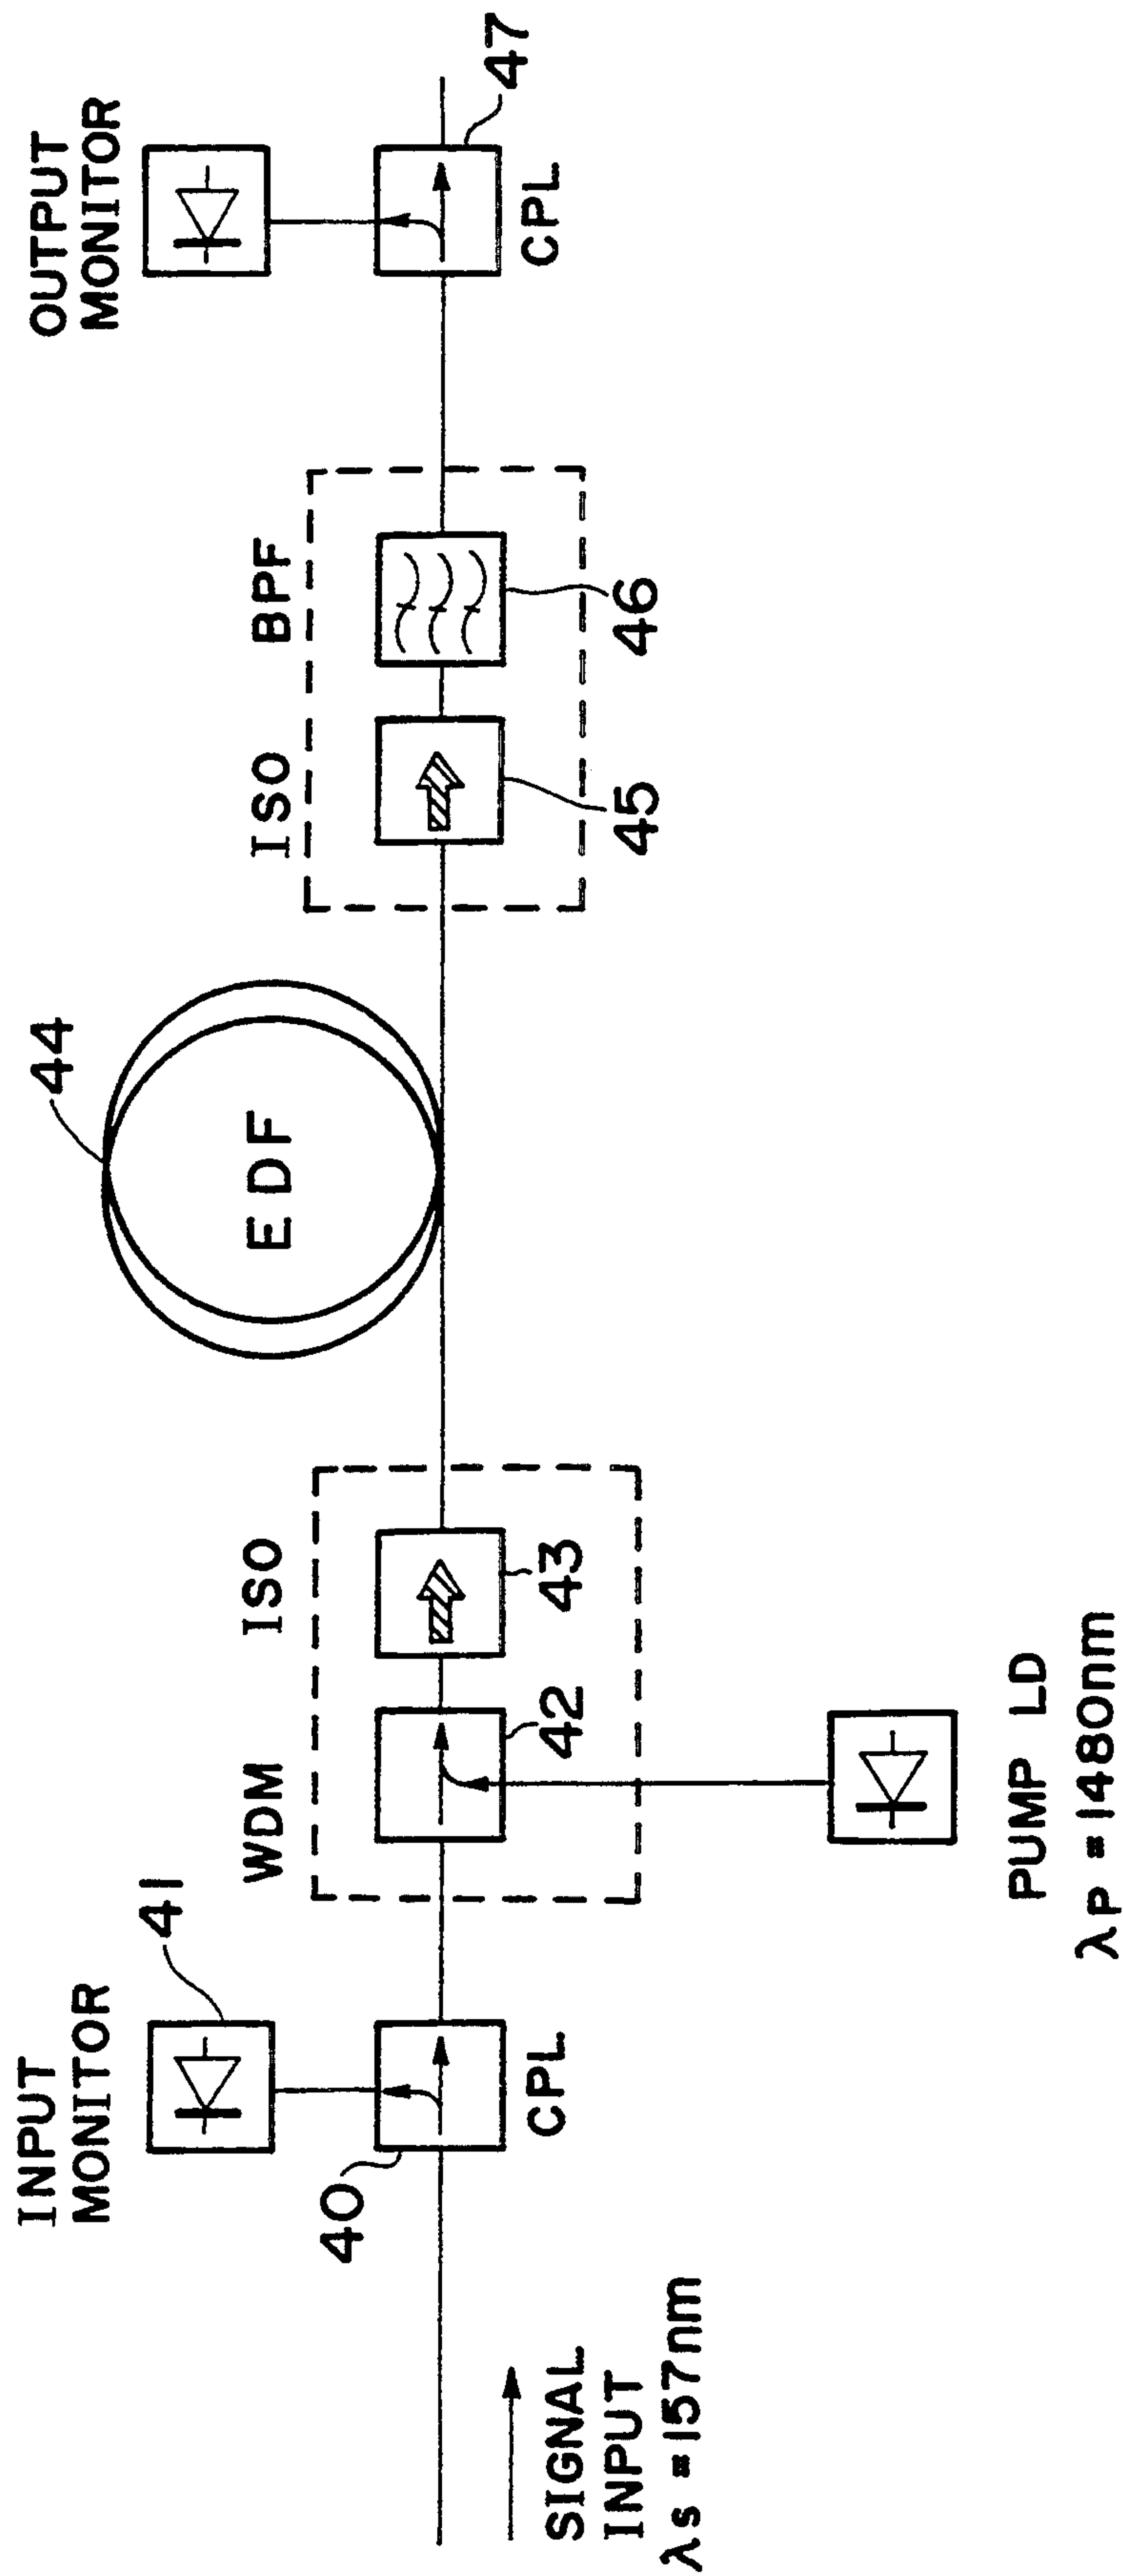 INPUT
MONITOR
41
OUTPUT
MONITOR
44
EDF
WDM
ISO
ISO
BPF
40
CPL
42
43
45
46
CPL
47
SIGNAL
INPUT
λs = 157nm
PUMP LD
λP = 1480nm